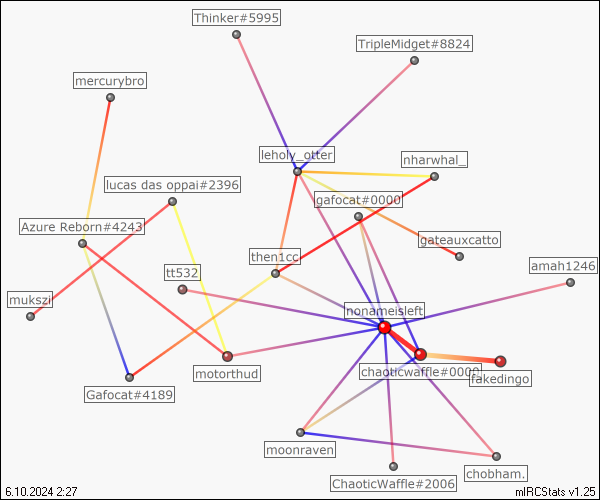 Thinker#5995
TripleMidget#8824
mercurybro
leholy_otter
nharwhal_
lucas das oppai#2396
gafocat#0000
Azure Reborn#4243
gateauxcatto
then1cc
tt532
amah1246
mukszi
nonameisleft
chaoticwaffle#0000
fakedingo
motorthud
Gafocat#4189
moonraven
chobham.
ChaoticWaffle#2006
6.10.2024 2:27
mIRCStats v1.25